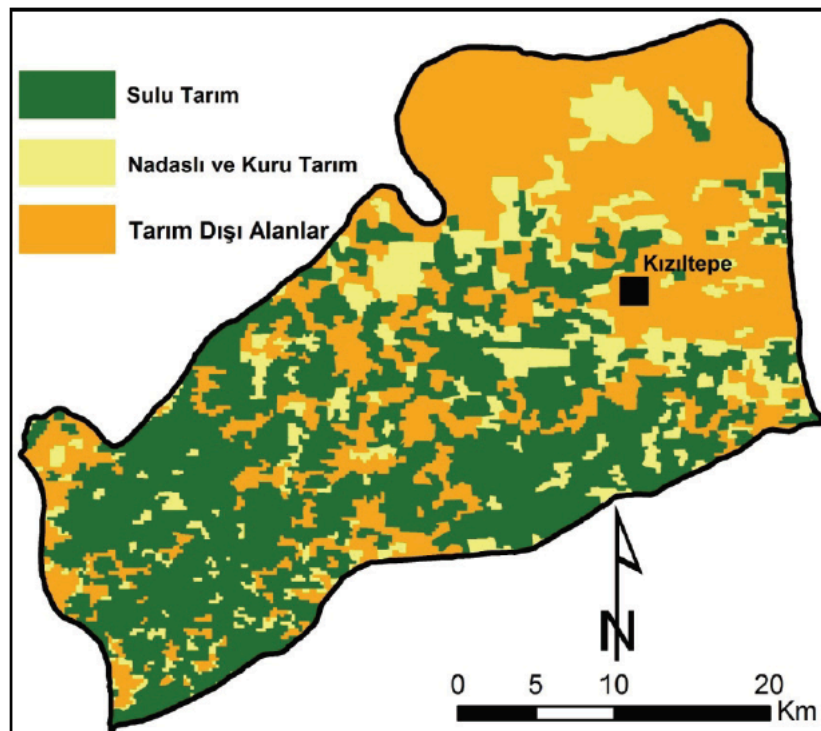 Sulu Tarım
Nadaslı ve Kuru Tarım
Tarım Dışı Alanlar
Kızıltepe
N
0 5 10 20
Km